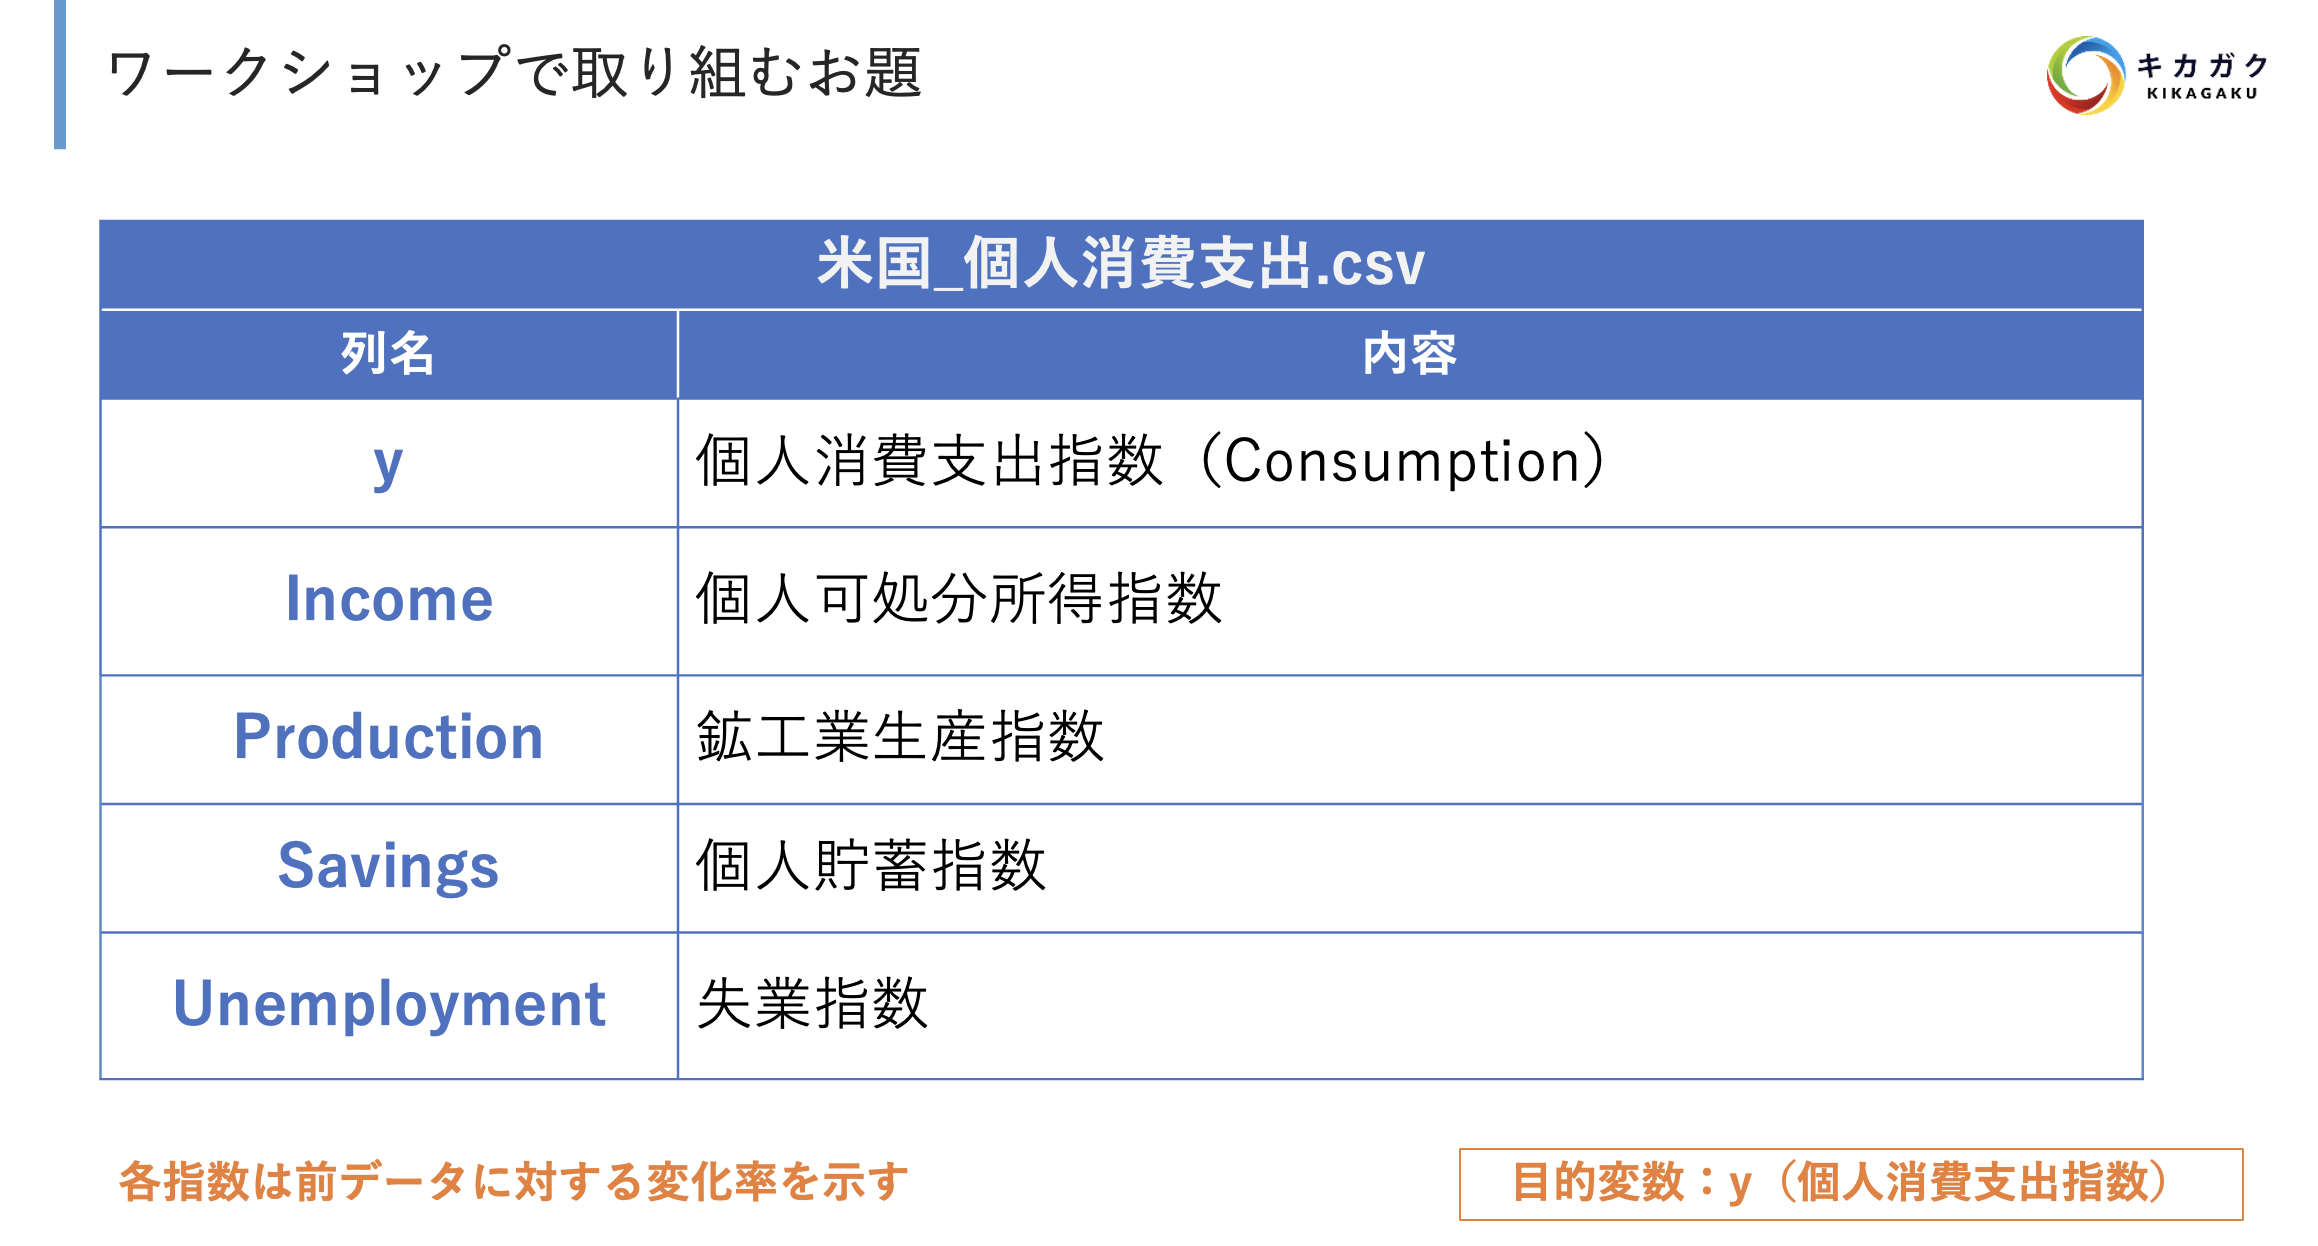 ワークショップで取り組むお題
キカガク
KIKAGAKU
米国_個人消費支出.csv
列名 内容
y 個人消費支出指数（Consumption）
Income 個人可処分所得指数
Production 鉱工業生産指数
Savings 個人貯蓄指数
Unemployment 失業指数
各指数は前データに対する変化率を示す
目的変数：y（個人消費支出指数）